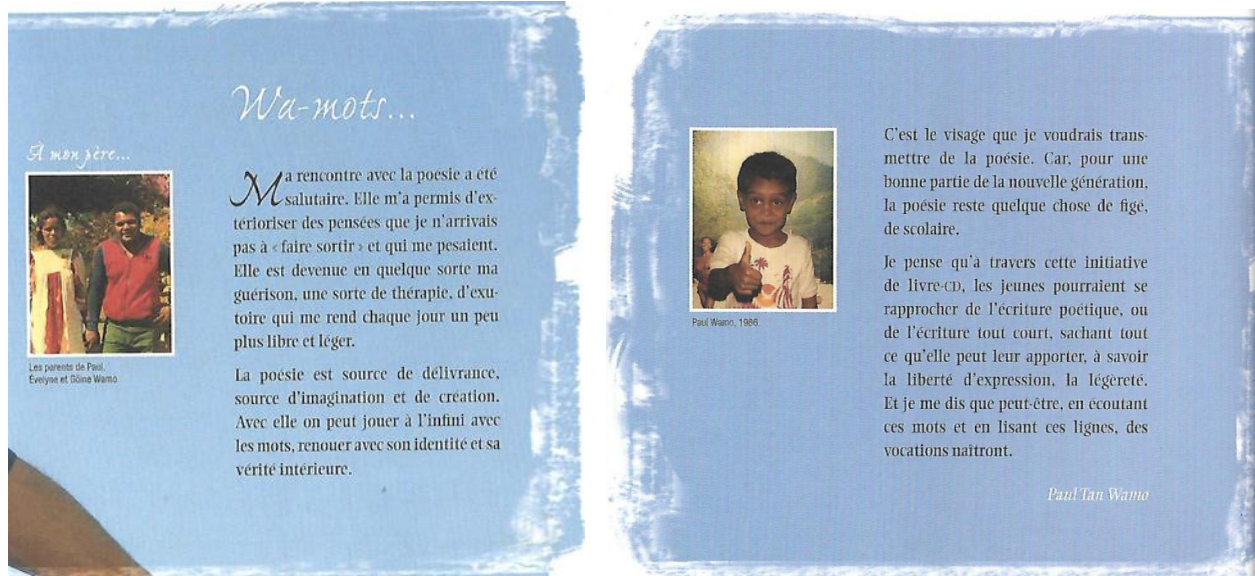 Wa-mots...
À mon père...
Les parents de Paul,
Évelyne et Göïne Wamo
Ma rencontre avec la poésie a été
salutaire. Elle m'a permis d'ex-
térioriser des pensées que je n'arrivais
pas à « faire sortir » et qui me pesaient.
Elle est devenue en quelque sorte ma
guérison, une sorte de thérapie, d'exu-
toire qui me rend chaque jour un peu
plus libre et léger.
La poésie est source de délivrance,
source d'imagination et de création.
Avec elle on peut jouer à l'infini avec
les mots, renouer avec son identité et sa
vérité intérieure.
Paul Wamo, 1986.
C'est le visage que je voudrais trans-
mettre de la poésie. Car, pour une
bonne partie de la nouvelle génération,
la poésie reste quelque chose de figé,
de scolaire.
Je pense qu'à travers cette initiative
de livre-CD, les jeunes pourraient se
rapprocher de l'écriture poétique, ou
de l'écriture tout court, sachant tout
ce qu'elle peut leur apporter, à savoir
la liberté d'expression, la légèreté.
Et je me dis que peut-être, en écoutant
ces mots et en lisant ces lignes, des
vocations naîtront.
Paul Tan Wamo